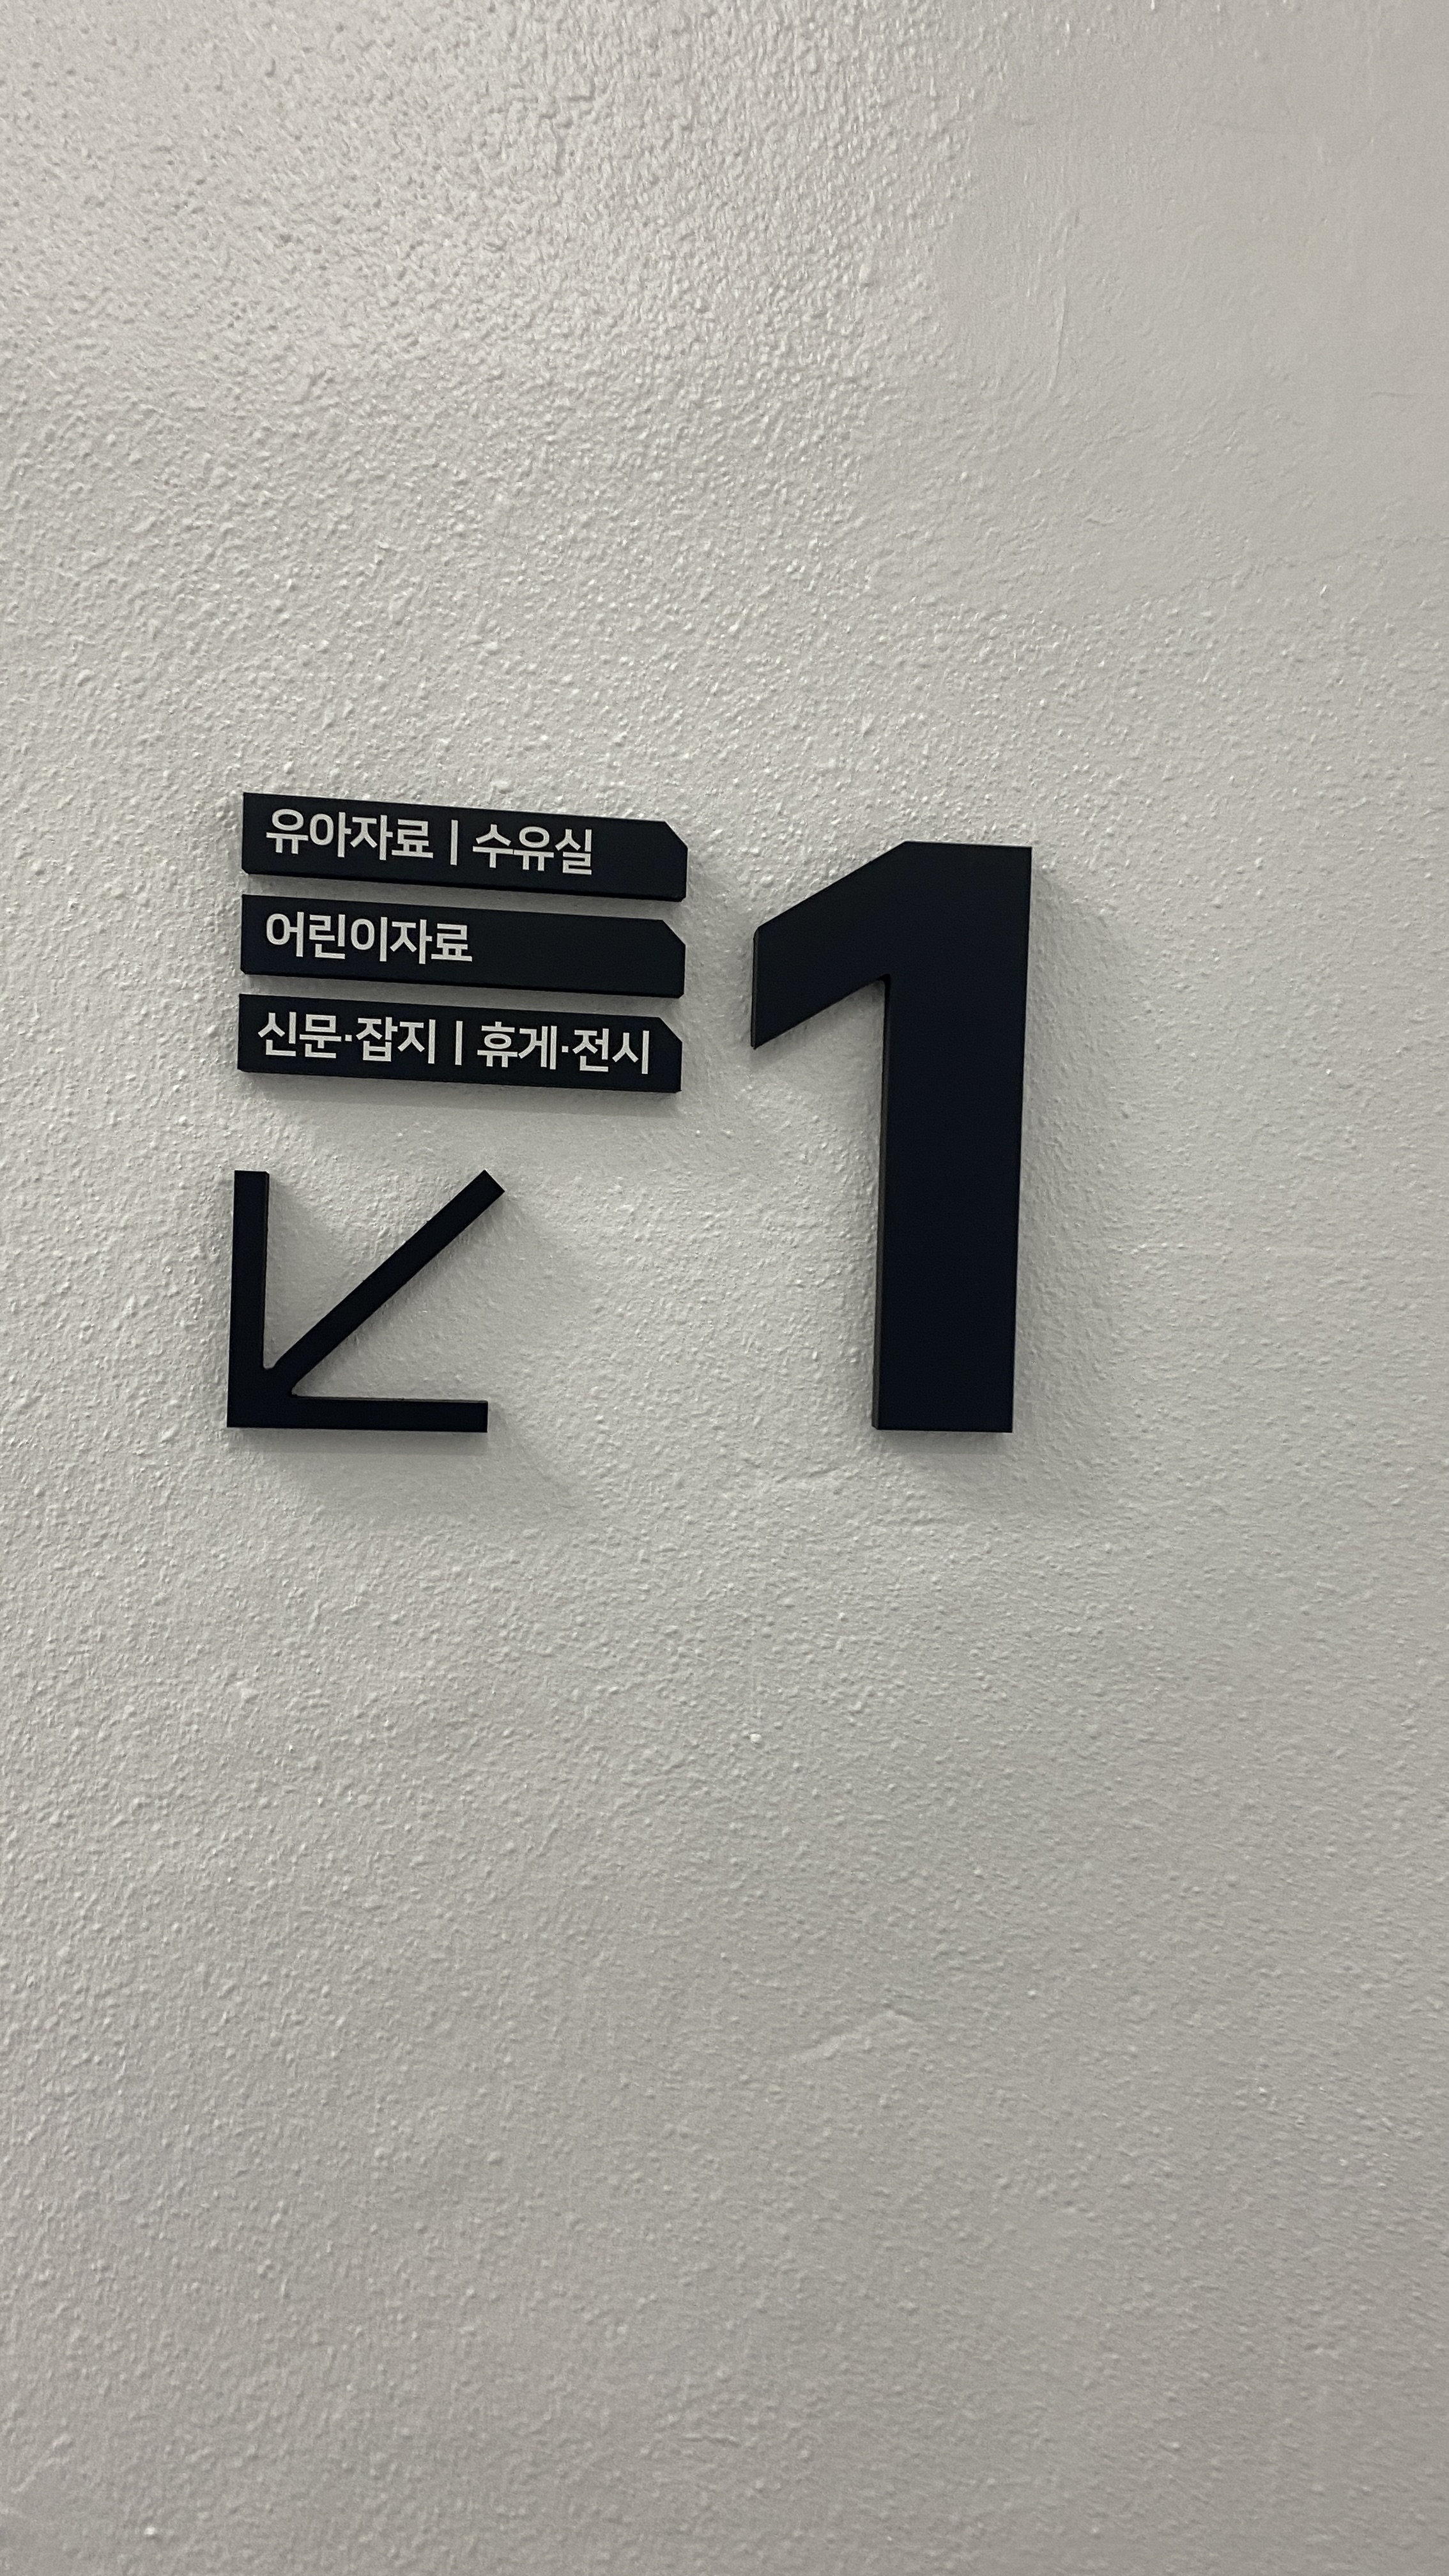 유아자료 | 수유실
어린이자료
신문·잡지 | 휴게·전시
1